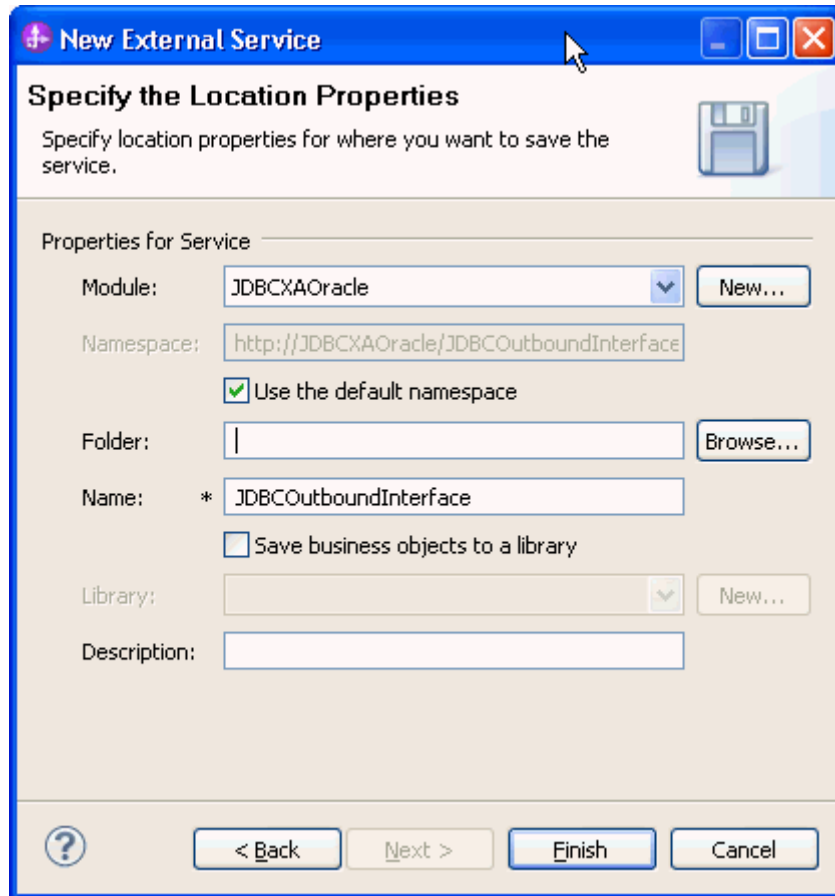 New External Service
Specify the Location Properties
Specify location properties for where you want to save the
service.
Properties for Service
Module: JDBCXAOracle New...
Namespace: http://JDBCXAOracle/JDBCOutboundInterface
Use the default namespace
Folder: Browse...
Name: * JDBCOutboundInterface
Save business objects to a library
Library: New...
Description:
? < Back Next > Finish Cancel